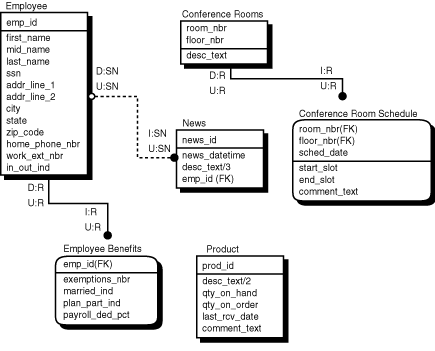 Employee
emp_id
first_name
mid_name
last_name
ssn
addr_line_1
addr_line_2
city
state
zip_code
home_phone_nbr
work_ext_nbr
in_out_ind
D:SN
U:SN
I:SN
U:SN
D:R
U:R
I:R
U:R
Conference Rooms
room_nbr
floor_nbr
desc_text
D:R
U:R
I:R
U:R
Conference Room Schedule
room_nbr(FK)
floor_nbr(FK)
sched_date
start_slot
end_slot
comment_text
News
news_id
news_datetime
desc_text/3
emp_id (FK)
Employee Benefits
emp_id(FK)
exemptions_nbr
married_ind
plan_part_ind
payroll_ded_pct
Product
prod_id
desc_text/2
qty_on_hand
qty_on_order
last_rcv_date
comment_text